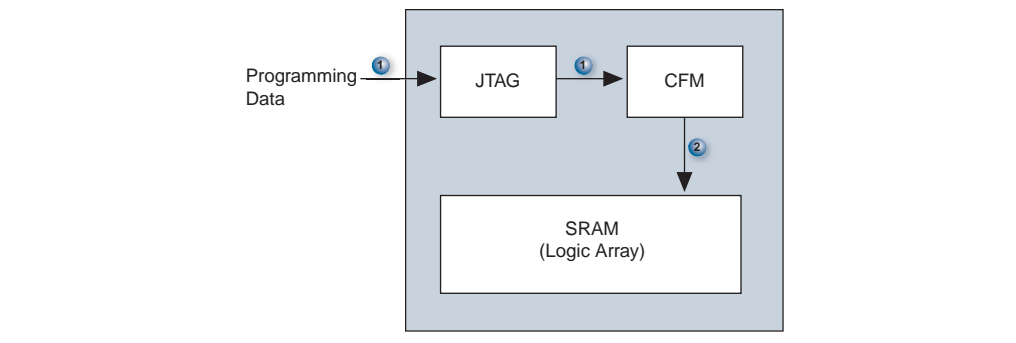 1
1
Programming
Data
JTAG
CFM
2
SRAM
(Logic Array)